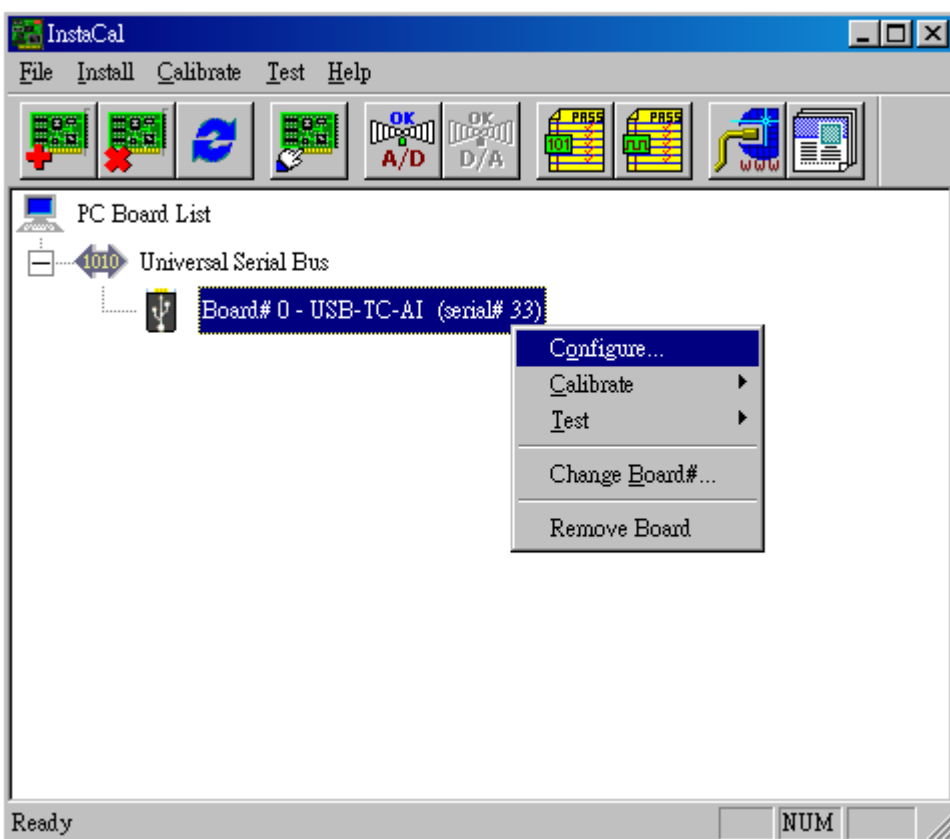 InstaCal
File Install Calibrate Test Help
OK A/D
OK D/A
PASS 101
PASS
WWW
PC Board List
1010 Universal Serial Bus
Board# 0 - USB-TC-AI (serial# 33)
Configure...
Calibrate
Test
Change Board#...
Remove Board
Ready
NUM